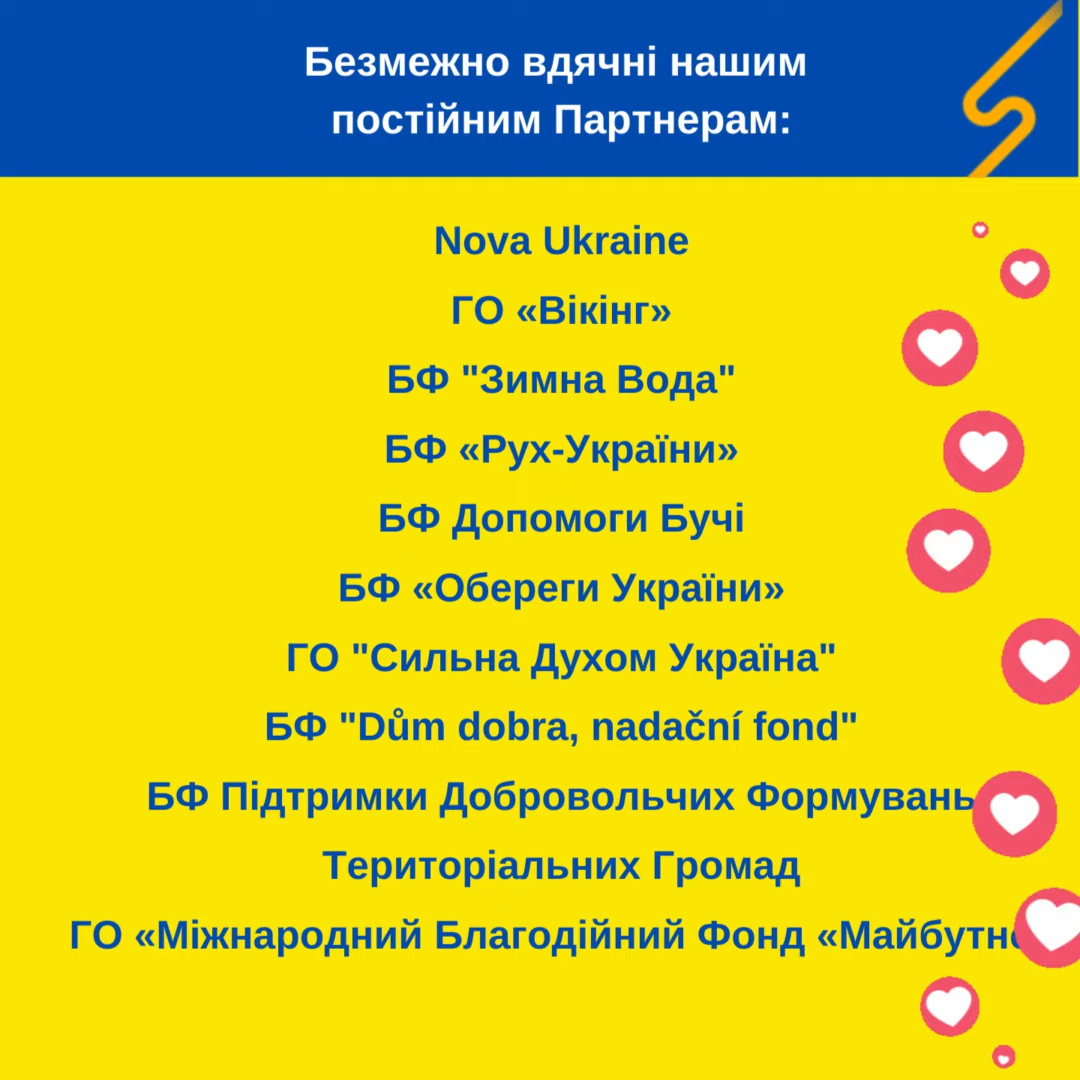 Безмежно вдячні нашим
постійним Партнерам:
Nova Ukraine
ГО «Вікінг»
БФ "Зимна Вода"
БФ «Рух-України»
БФ Допомоги Бучі
БФ «Обереги України»
ГО "Сильна Духом Україна"
БФ "Dům dobra, nadační fond"
БФ Підтримки Добровольчих Формувань
Територіальних Громад
ГО «Міжнародний Благодійний Фонд